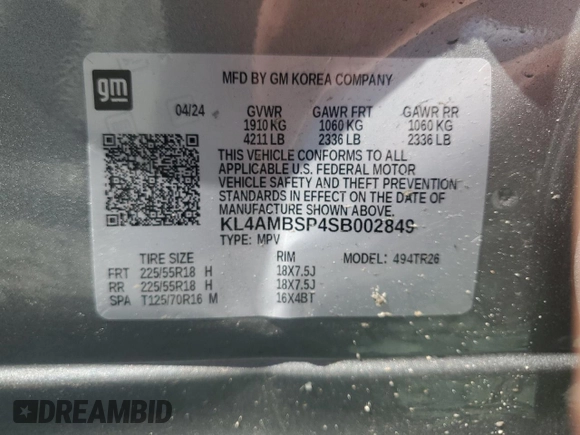 gm
MFD BY GM KOREA COMPANY
04/24 GVWR GAWR FRT GAWR RR
1910 KG 1060 KG 1060 KG
4211 LB 2336 LB 2336 LB
THIS VEHICLE CONFORMS TO ALL
APPLICABLE U.S. FEDERAL MOTOR
VEHICLE SAFETY AND THEFT PREVENTION
STANDARDS IN EFFECT ON THE DATE OF
MANUFACTURE SHOWN ABOVE.
KL4AMBSP4SB002849
TYPE: MPV
TIRE SIZE RIM MODEL: 494TR26
FRT 225/55R18 H 18X7.5J
RR 225/55R18 H 18X7.5J
SPA T125/70R16 M 16X4BT
DREAMBID